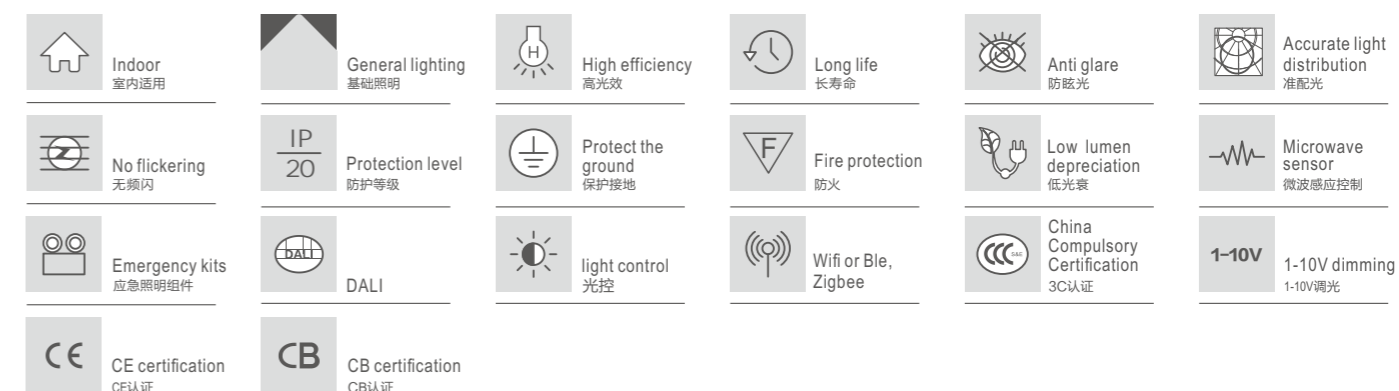 Indoor
室内适用
General lighting
基础照明
H
High efficiency
高光效
Long life
长寿命
Anti glare
防眩光
Accurate light
distribution
准配光
No flickering
无频闪
IP
20
Protection level
防护等级
Protect the
ground
保护接地
F
Fire protection
防火
Low lumen
depreciation
低光衰
Microwave
sensor
微波感应控制
Emergency kits
应急照明组件
DALI
DALI
light control
光控
Wifi or Ble,
Zigbee
CCC S&E
China
Compulsory
Certification
3C认证
1-10V
1-10V dimming
1-10V调光
CE
CE certification
CE认证
CB
CB certification
CB认证